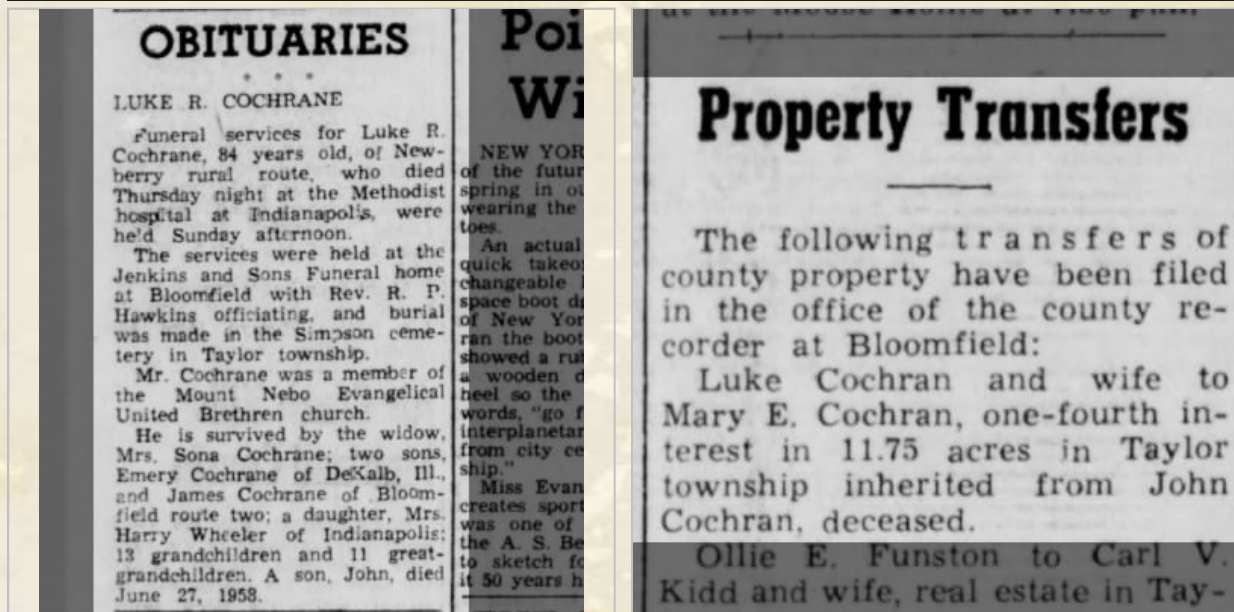 OBITUARIES
* * *
LUKE R. COCHRANE
Funeral services for Luke R.
Cochrane, 84 years old, of New-
berry rural route, who died
Thursday night at the Methodist
hospital at Indianapolis, were
held Sunday afternoon.
The services were held at the
Jenkins and Sons Funeral home
at Bloomfield with Rev. R. P.
Hawkins officiating, and burial
was made in the Simpson ceme-
tery in Taylor township.
Mr. Cochrane was a member of
the Mount Nebo Evangelical
United Brethren church.
He is survived by the widow,
Mrs. Sona Cochrane; two sons,
Emery Cochrane of DeKalb, Ill.,
and James Cochrane of Bloom-
field route two; a daughter, Mrs.
Harry Wheeler of Indianapolis;
13 grandchildren and 11 great-
grandchildren. A son, John, died
June 27, 1958.
Poi
Wi
NEW YOR
of the futur
spring in ou
wearing the
toes.
An actual
quick takeo
changeable
space boot d
of New Yor
ran the boot
showed a ru
a wooden d
heel so the
words, "go f
interplanetar
from city ce
ship."
Miss Evan
creates sport
was one of
the A. S. Be
to sketch fo
it 50 years h
Property Transfers
The following transfers of
county property have been filed
in the office of the county re-
corder at Bloomfield:
Luke Cochran and wife to
Mary E. Cochran, one-fourth in-
terest in 11.75 acres in Taylor
township inherited from John
Cochran, deceased.
Ollie E. Funston to Carl V.
Kidd and wife, real estate in Tay-